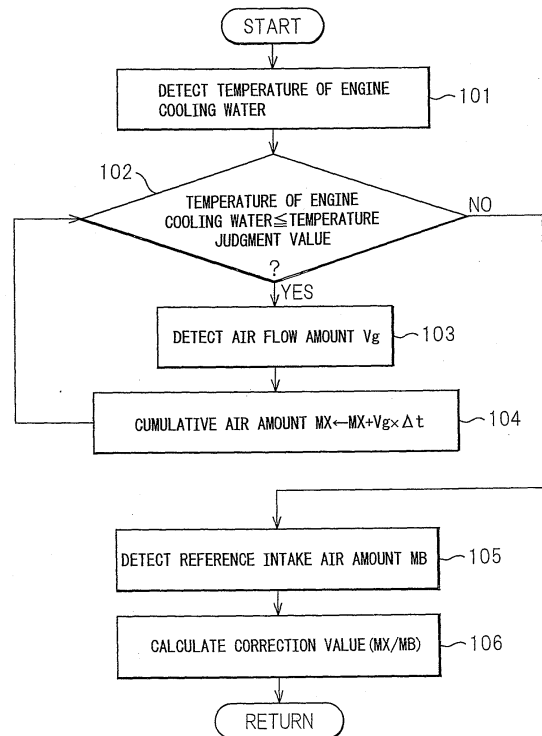 START
DETECT TEMPERATURE OF ENGINE
COOLING WATER
101
102
TEMPERATURE OF ENGINE
COOLING WATER≦TEMPERATURE
JUDGMENT VALUE
?
NO
YES
DETECT AIR FLOW AMOUNT Vg
103
CUMULATIVE AIR AMOUNT MX←MX+Vg×Δt
104
DETECT REFERENCE INTAKE AIR AMOUNT MB
105
CALCULATE CORRECTION VALUE(MX/MB)
106
RETURN